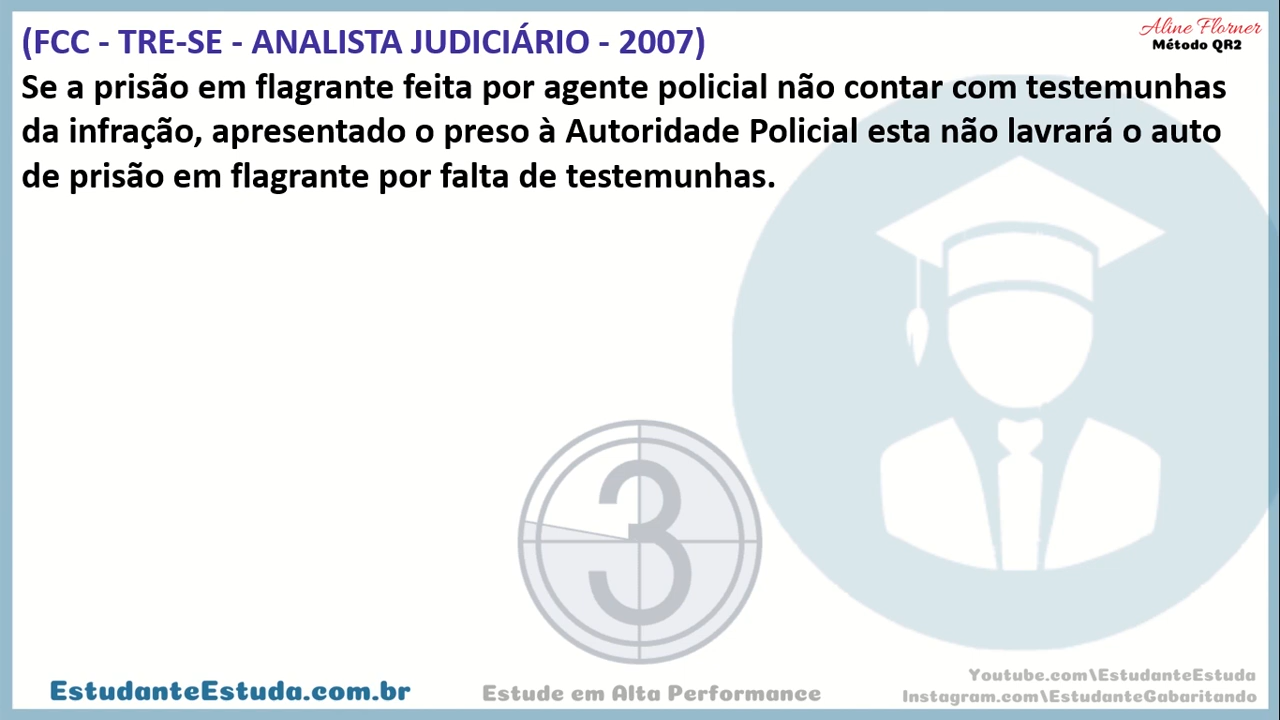 (FCC - TRE-SE - ANALISTA JUDICIÁRIO - 2007)
Aline Florner
Método QR2
Se a prisão em flagrante feita por agente policial não contar com testemunhas
da infração, apresentado o preso à Autoridade Policial esta não lavrará o auto
de prisão em flagrante por falta de testemunhas.
3
EstudanteEstuda.com.br
Estude em Alta Performance
Youtube.com\EstudanteEstuda
Instagram.com\EstudanteGabaritando